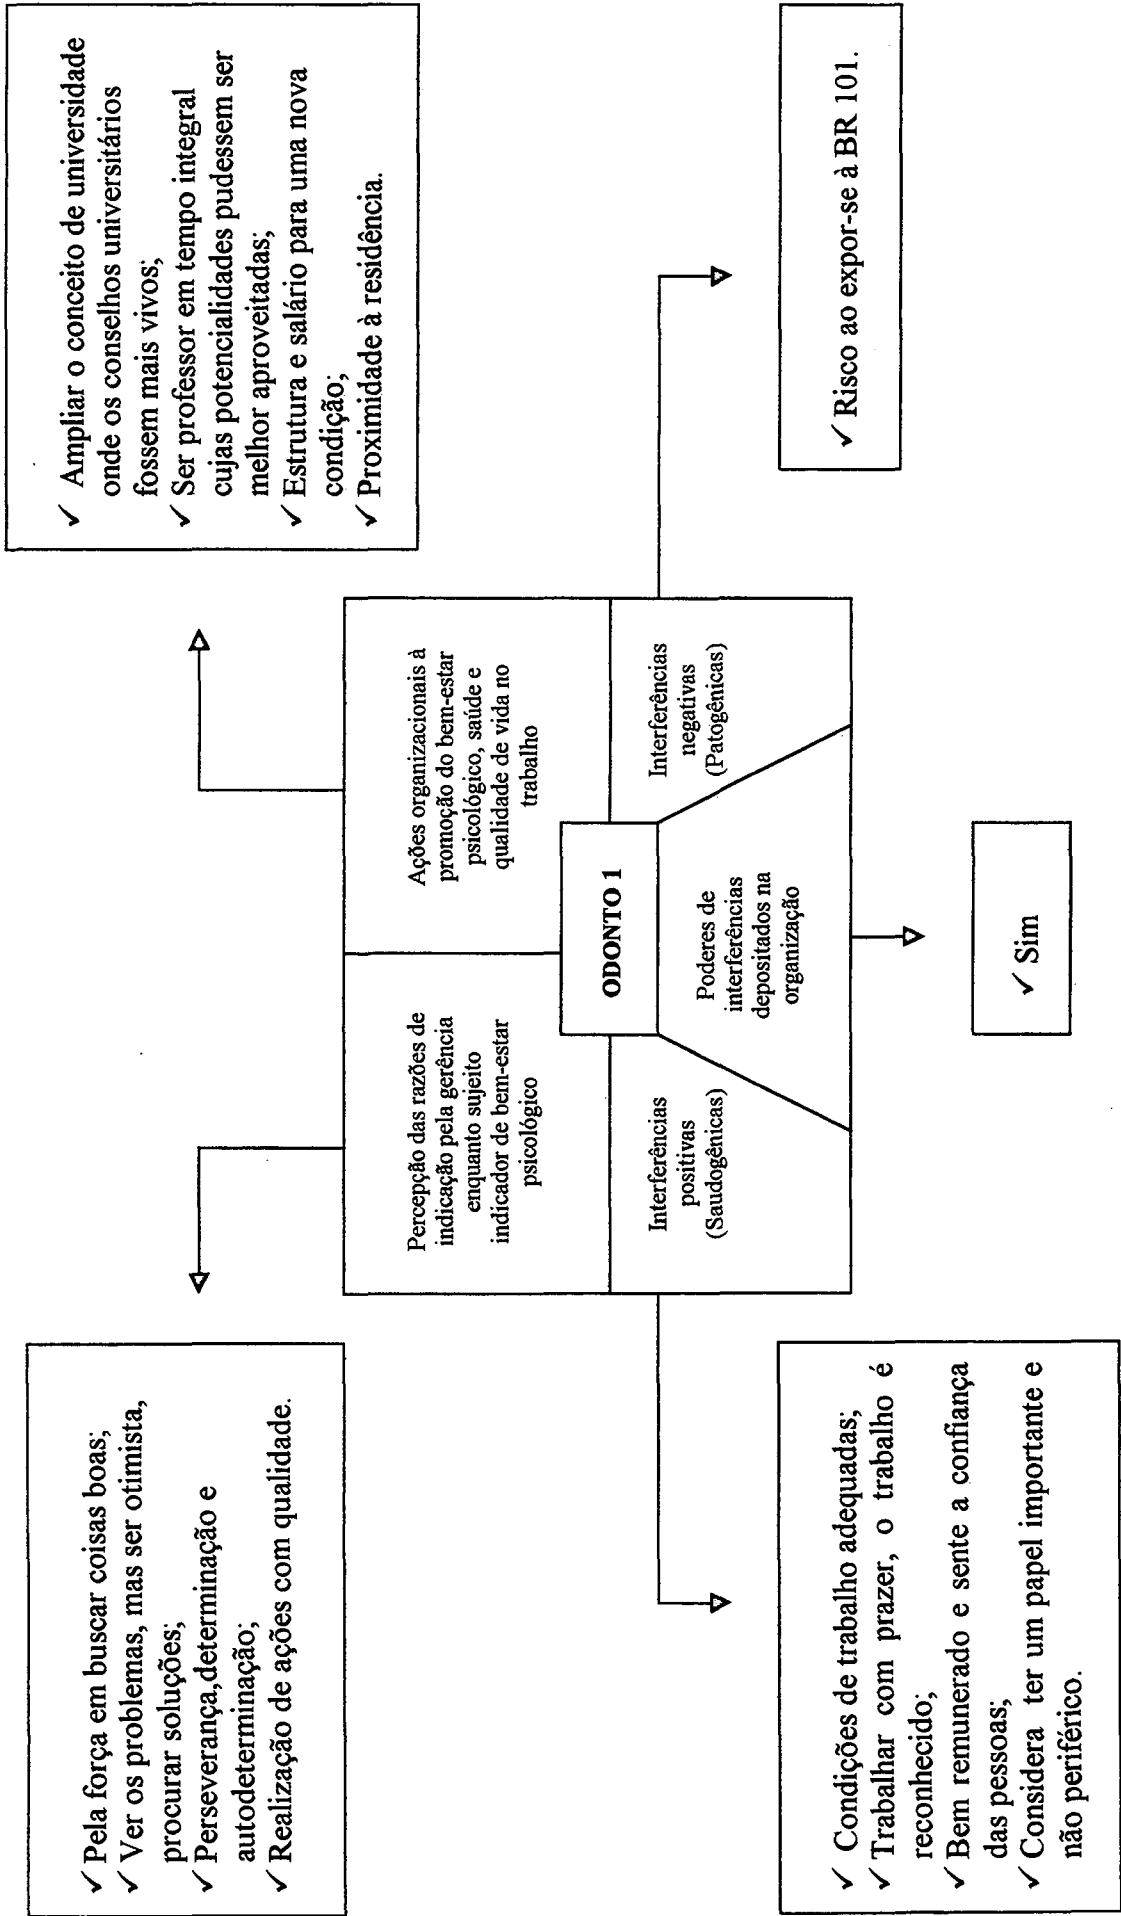 ✓ Pela força em buscar coisas boas;
✓ Ver os problemas, mas ser otimista,
procurar soluções;
✓ Perseverança,determinação e
autodeterminação;
✓ Realização de ações com qualidade.
✓ Ampliar o conceito de universidade
onde os conselhos universitários
fossem mais vivos;
✓ Ser professor em tempo integral
cujas potencialidades pudessem ser
melhor aproveitadas;
✓ Estrutura e salário para uma nova
condição;
✓ Proximidade à residência.
Percepção das razões de
indicação pela gerência
enquanto sujeito
indicador de bem-estar
psicológico
Ações organizacionais à
promoção do bem-estar
psicológico, saúde e
qualidade de vida no
trabalho
ODONTO 1
Interferências
positivas
(Saudogênicas)
Poderes de
interferências
depositados na
organização
Interferências
negativas
(Patogênicas)
✓ Condições de trabalho adequadas;
✓ Trabalhar com prazer, o trabalho é
reconhecido;
✓ Bem remunerado e sente a confiança
das pessoas;
✓ Considera ter um papel importante e
não periférico.
✓ Sim
✓ Risco ao expor-se à BR 101.